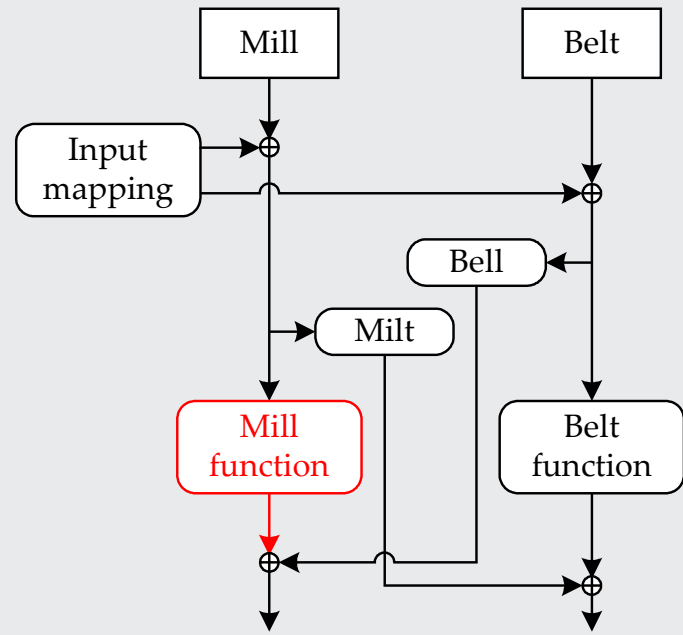 Mill
Belt
Input
mapping
Bell
Milt
Mill
function
Belt
function